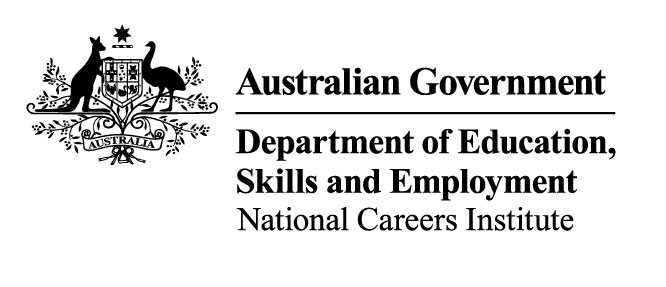 Australian Government
Department of Education,
Skills and Employment
National Careers Institute
AUSTRALIA